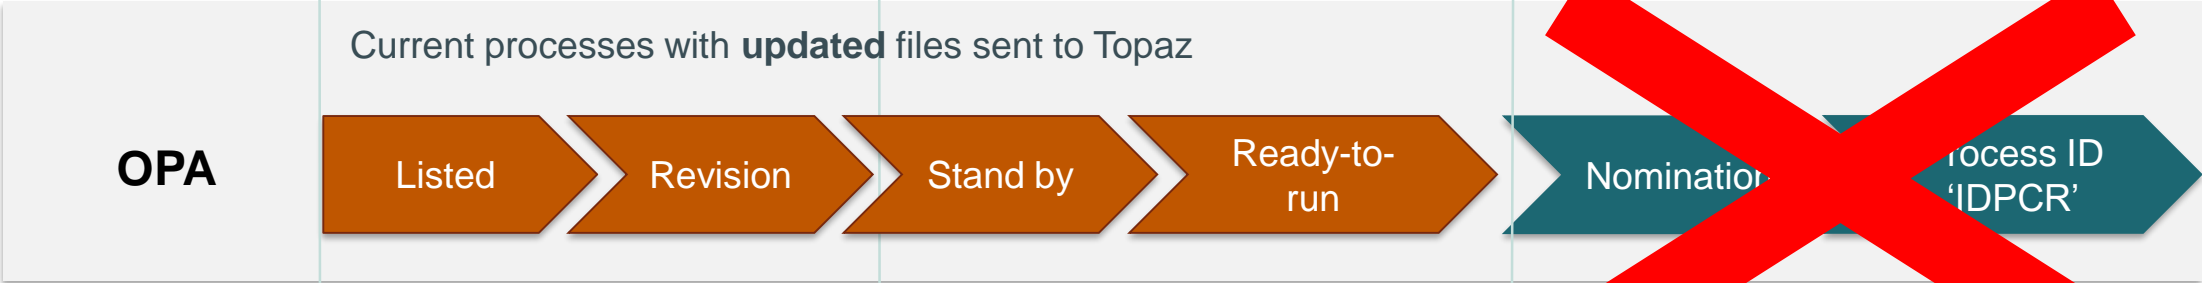 Current processes with updated files sent to Topaz
OPA
Listed
Revision
Stand by
Ready-to-
run
Nomination
rocess ID
‘IDPCR’